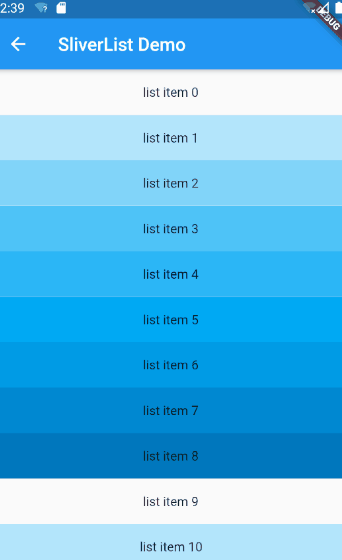 2:39
DEBUG
SliverList Demo
list item 0
list item 1
list item 2
list item 3
list item 4
list item 5
list item 6
list item 7
list item 8
list item 9
list item 10